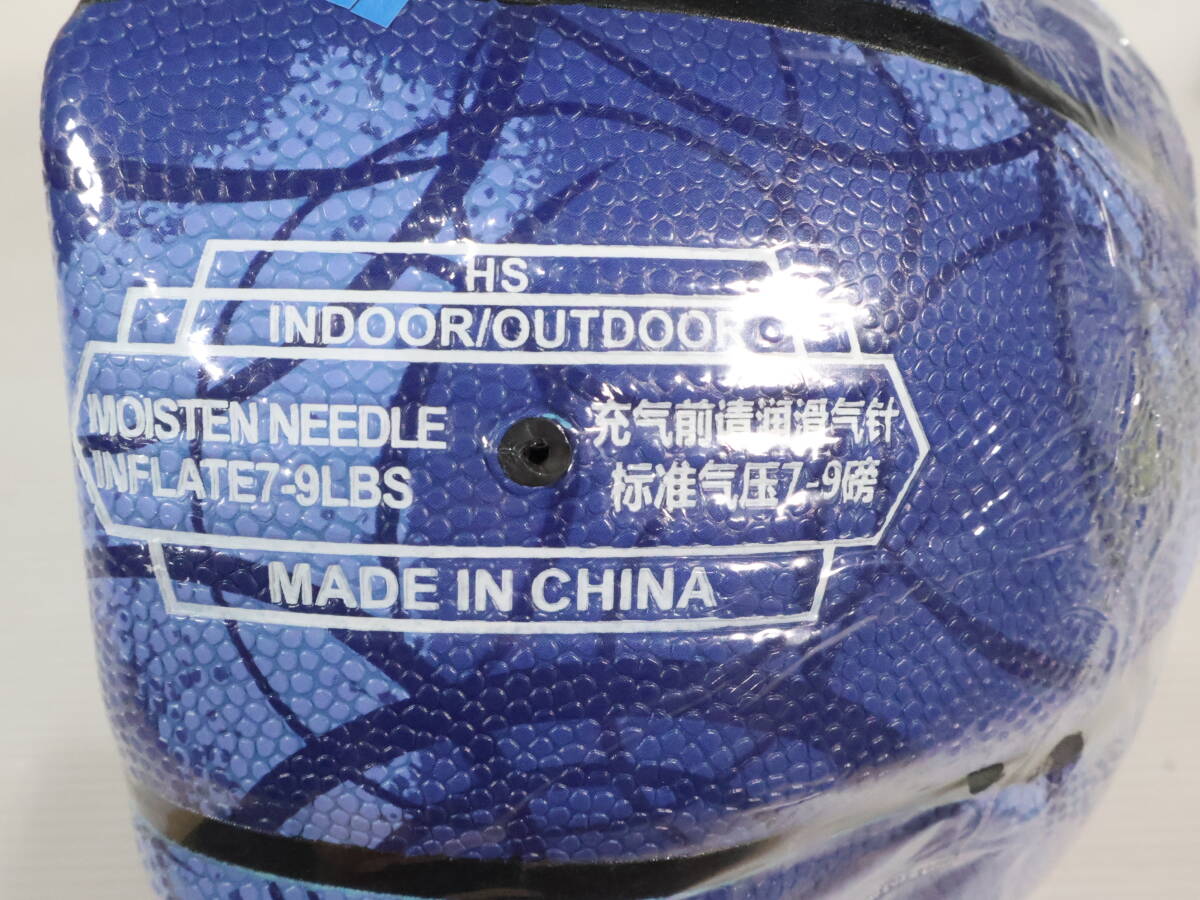 HS
INDOOR/OUTDOOR
MOISTEN NEEDLE
INFLATE7-9LBS
充气前请润滑气针
标准气压7-9磅
MADE IN CHINA